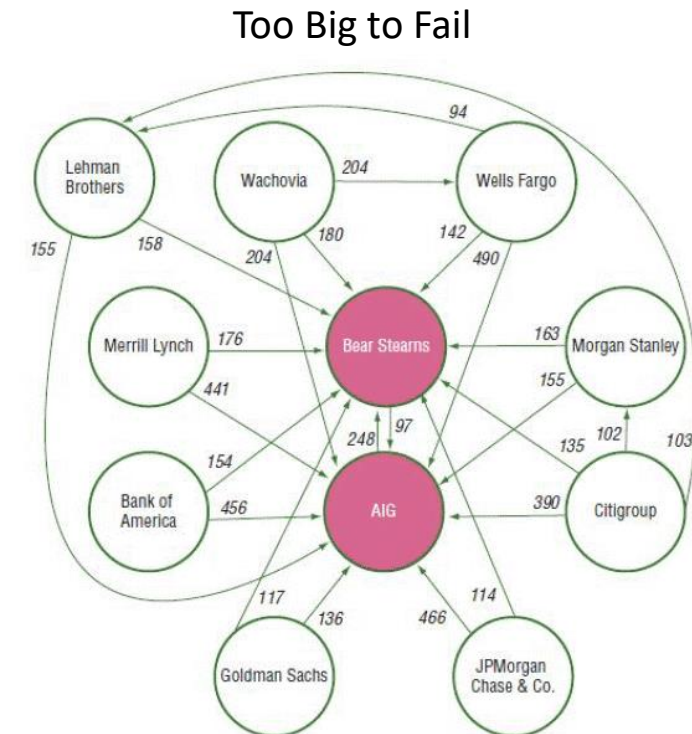 Too Big to Fail
94
Lehman
Brothers
Wachovia
204
Wells Fargo
155
158
204
180
142
490
Merrill Lynch
176
Bear Stearns
163
Morgan Stanley
441
155
248
97
135
102
103
154
Bank of
America
456
AIG
390
Citigroup
117
136
466
114
Goldman Sachs
JPMorgan
Chase & Co.